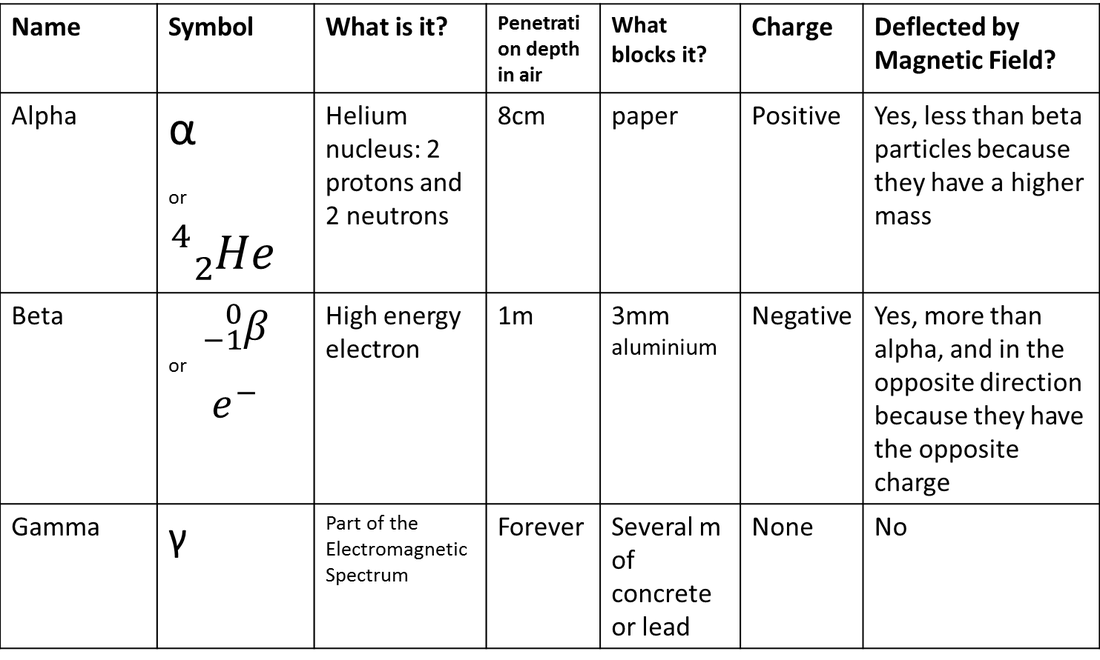 Name
Symbol
What is it?
Penetrati
on depth
in air
What
blocks it?
Charge
Deflected by
Magnetic Field?
Alpha
α
or
⁴₂He
Helium
nucleus: 2
protons and
2 neutrons
8cm
paper
Positive
Yes, less than beta
particles because
they have a higher
mass
Beta
⁰₋₁β
or
e⁻
High energy
electron
1m
3mm
aluminium
Negative
Yes, more than
alpha, and in the
opposite direction
because they have
the opposite
charge
Gamma
γ
Part of the
Electromagnetic
Spectrum
Forever
Several m
of
concrete
or lead
None
No